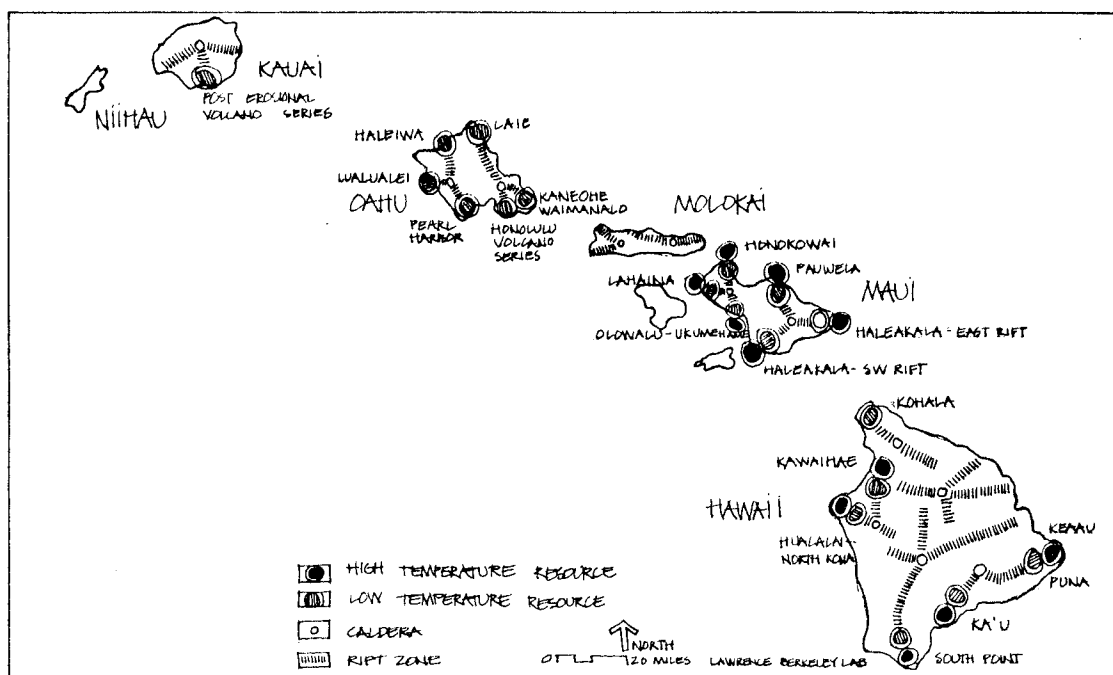 KAUAI
NIIHAU
POST EROSIONAL
VOLCANO SERIES
HALEIWA
LAIE
WAIUALEI
OAHU
PEARL
HARBOR
HONOLULU
VOLCANO
SERIES
KANEOHE
WAIMANALO
MOLOKAI
HONOKOWAI
LAHAINA
PAUWELA
MAUI
OLOWALU-UKUMEHAME
HALEAKALA-EAST RIFT
HALEAKALA-SW RIFT
KOHALA
KAWAIHAE
HAWAII
HUALALAI-
NORTH KONA
KEAAU
PUNA
KA'U
SOUTH POINT
HIGH TEMPERATURE RESOURCE
LOW TEMPERATURE RESOURCE
CALDERA
RIFT ZONE
NORTH
0 20 MILES LAWRENCE BERKELEY LAB